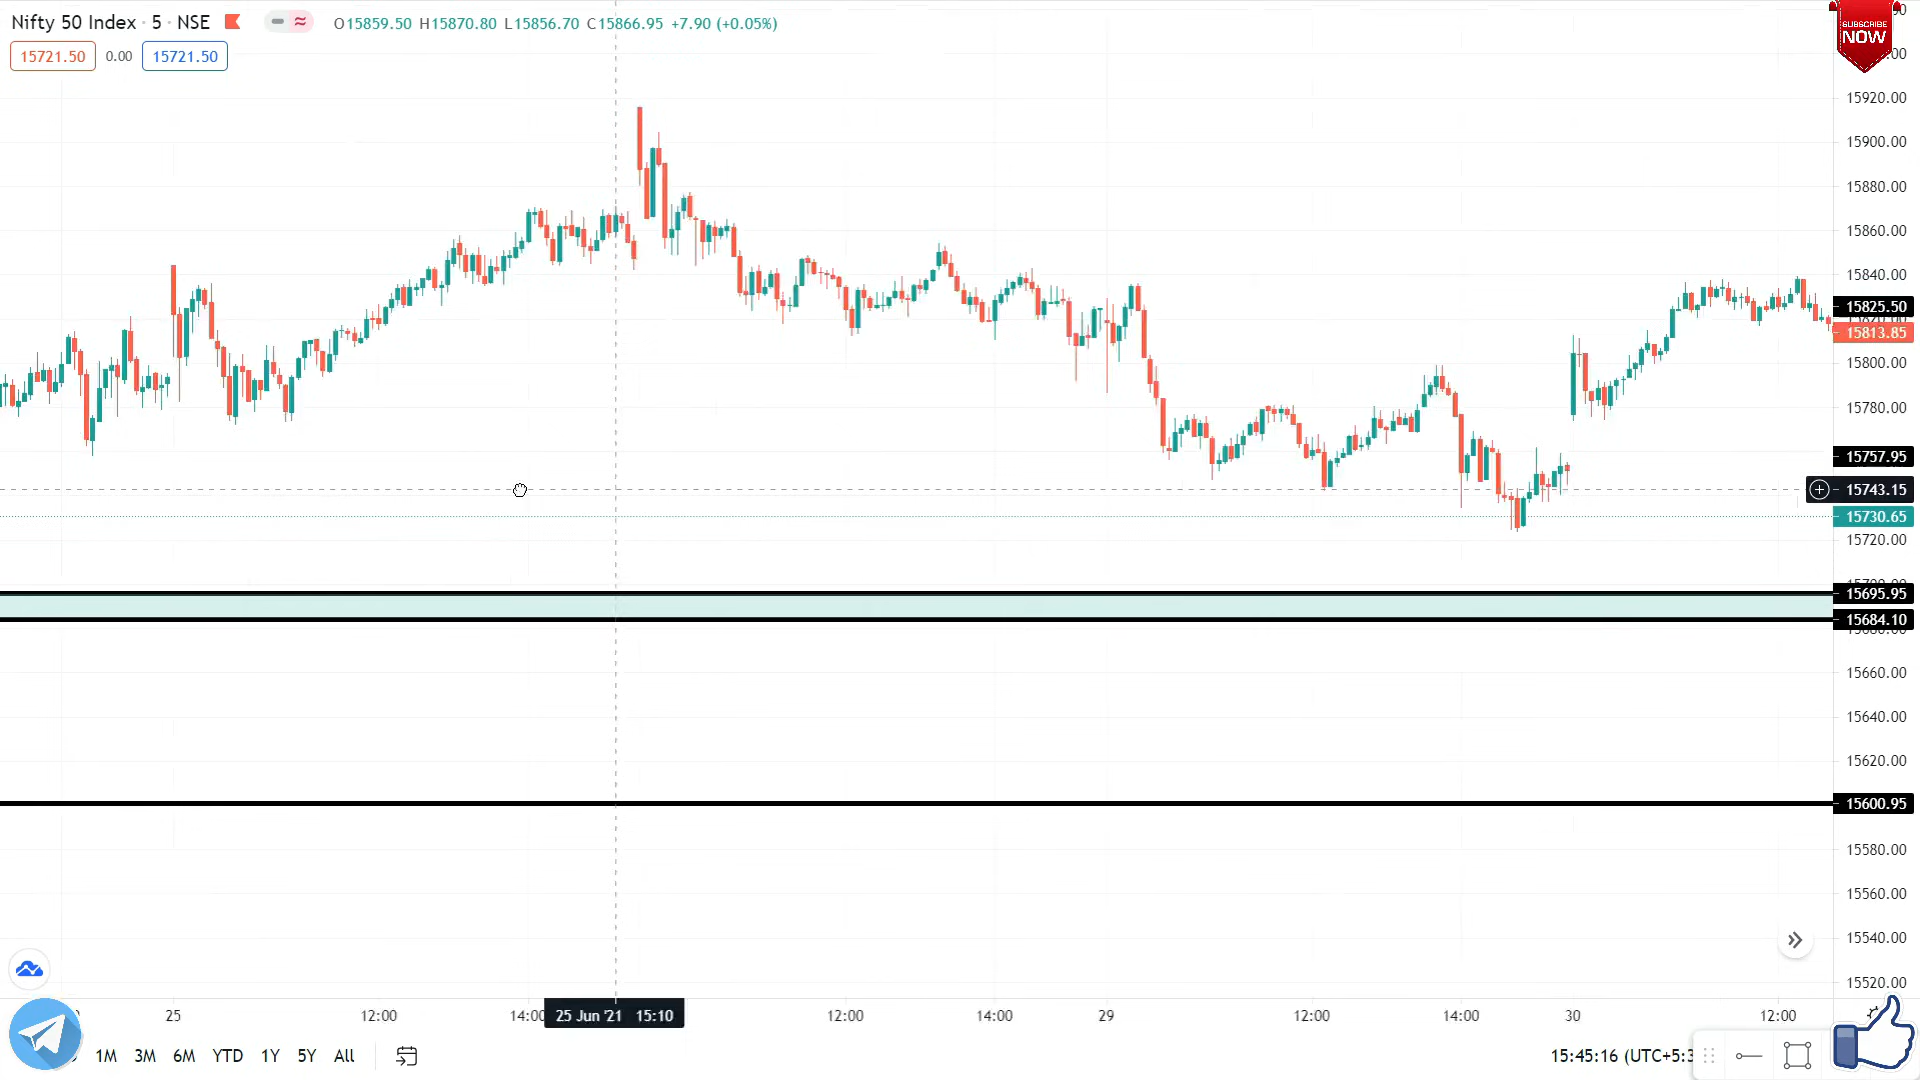 Nifty 50 Index · 5 · NSE
O15859.50 H15870.80 L15856.70 C15866.95 +7.90 (+0.05%)
15721.50 0.00 15721.50
SUBSCRIBE
NOW
15920.00
15900.00
15880.00
15860.00
15840.00
15825.50
15813.85
15800.00
15780.00
15757.95
15743.15
15730.65
15720.00
15695.95
15684.10
15660.00
15640.00
15620.00
15600.95
15580.00
15560.00
15540.00
15520.00
25 12:00 14:00 25 Jun '21 15:10 12:00 14:00 29 12:00 14:00 30 12:00
1M 3M 6M YTD 1Y 5Y All
15:45:16 (UTC+5:3